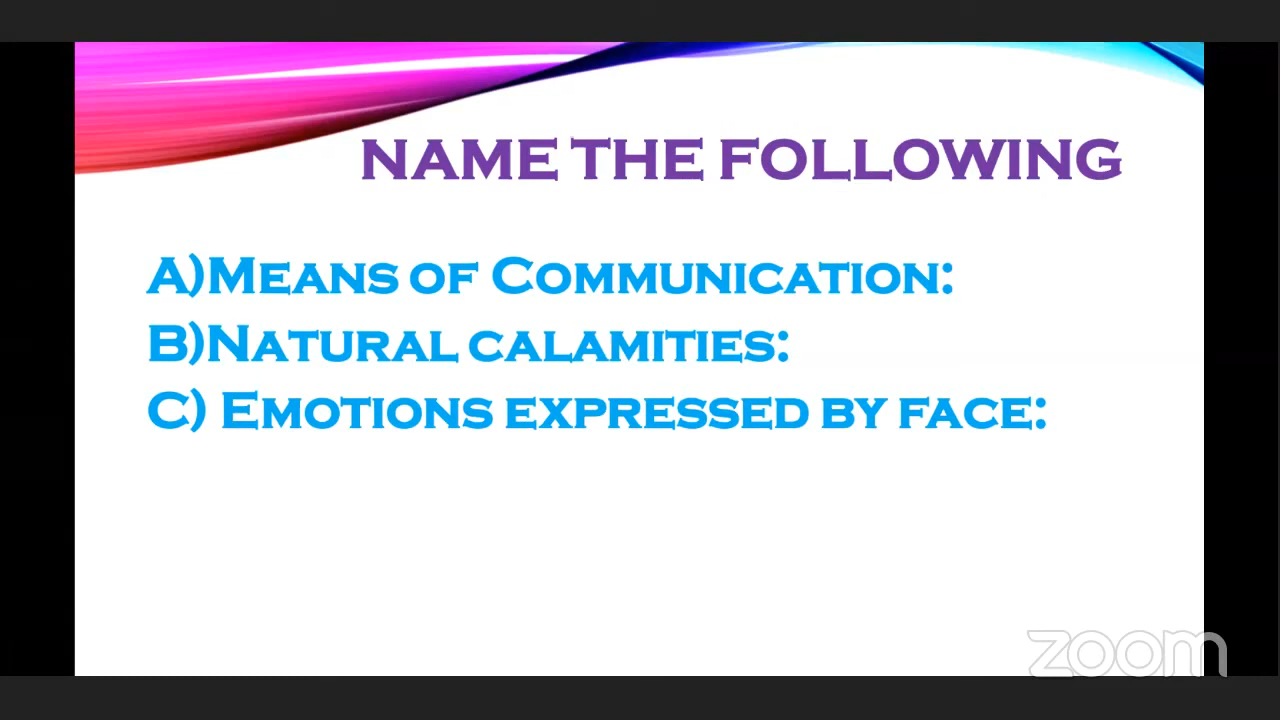 NAME THE FOLLOWING
A)Means of Communication:
B)Natural calamities:
C) Emotions expressed by face:
zoom